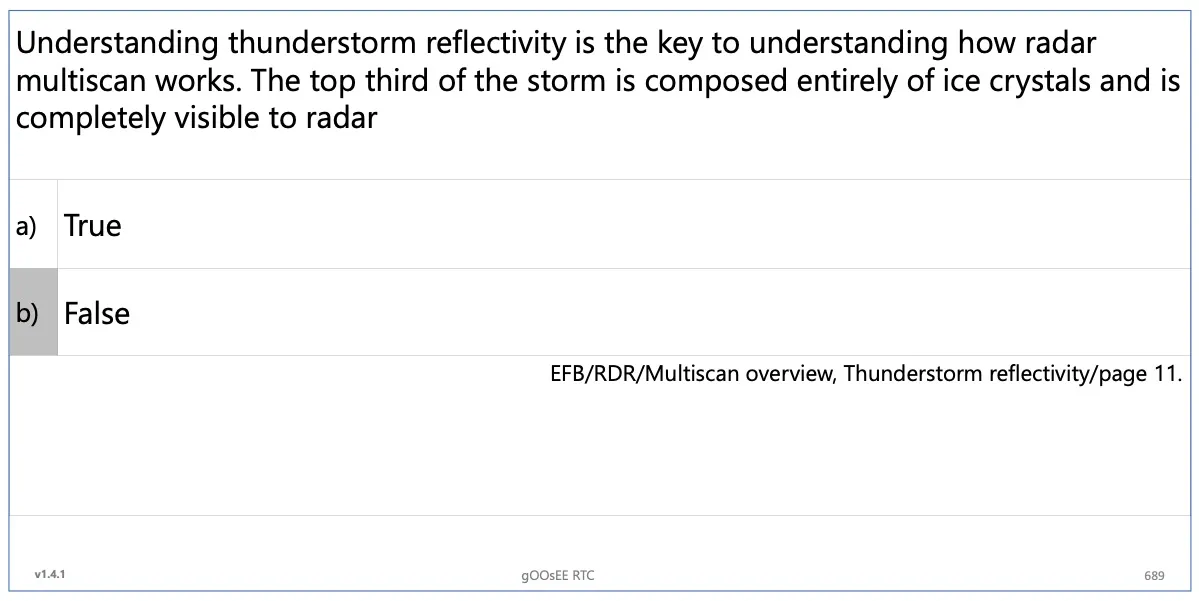 Understanding thunderstorm reflectivity is the key to understanding how radar
multiscan works. The top third of the storm is composed entirely of ice crystals and is
completely visible to radar
a) True
b) False
EFB/RDR/Multiscan overview, Thunderstorm reflectivity/page 11.
v1.4.1 gOOsEE RTC 689